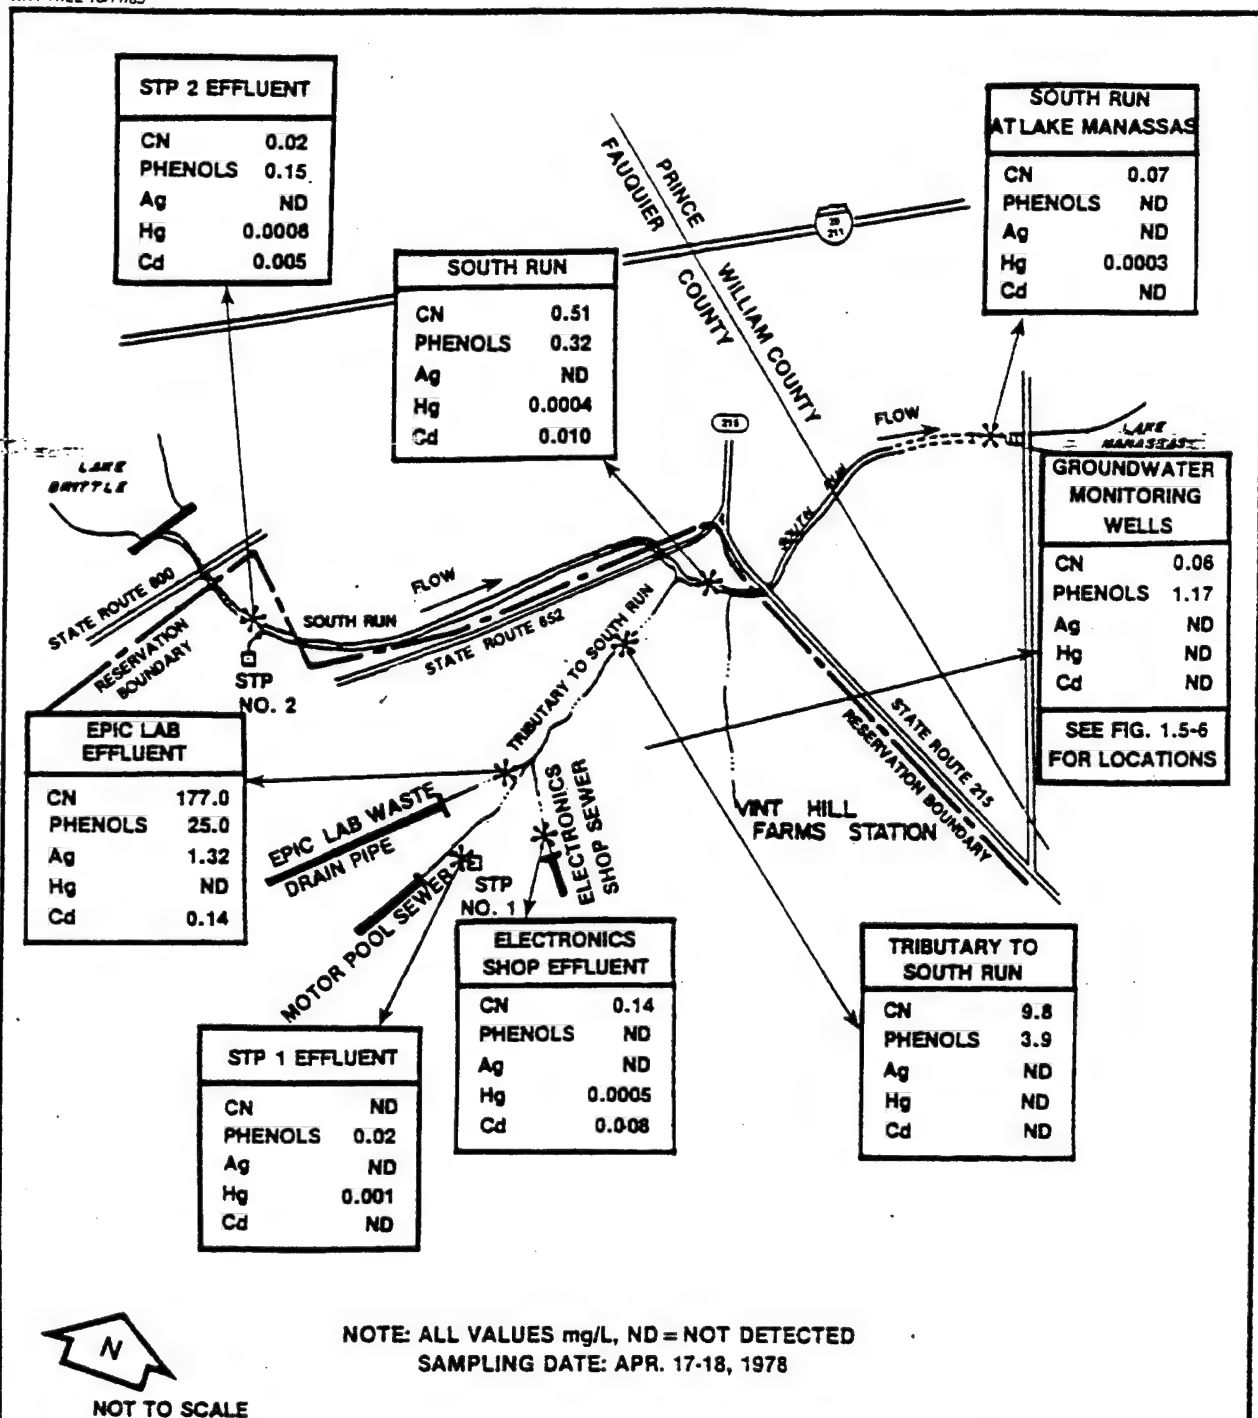 STP 2 EFFLUENT
CN 0.02
PHENOLS 0.15
Ag ND
Hg 0.0006
Cd 0.005
SOUTH RUN
AT LAKE MANASSAS
CN 0.07
PHENOLS ND
Ag ND
Hg 0.0003
Cd ND
FAUQUIER COUNTY
PRINCE WILLIAM COUNTY
29
211
SOUTH RUN
CN 0.51
PHENOLS 0.32
Ag ND
Hg 0.0004
Cd 0.010
215
FLOW
LAKE
MANASSAS
LAKE
BRITTLE
GROUNDWATER
MONITORING
WELLS
CN 0.06
PHENOLS 1.17
Ag ND
Hg ND
Cd ND
SEE FIG. 1.5-6
FOR LOCATIONS
RUN
STATE ROUTE 600
RESERVATION
BOUNDARY
FLOW
SOUTH RUN
STATE ROUTE 652
STP
NO. 2
TRIBUTARY TO SOUTH RUN
STATE ROUTE 215
RESERVATION BOUNDARY
EPIC LAB
EFFLUENT
CN 177.0
PHENOLS 25.0
Ag 1.32
Hg ND
Cd 0.14
EPIC LAB WASTE
DRAIN PIPE
MOTOR POOL SEWER
STP
NO. 1
ELECTRONICS
SHOP SEWER
VINT HILL
FARMS STATION
ELECTRONICS
SHOP EFFLUENT
CN 0.14
PHENOLS ND
Ag ND
Hg 0.0005
Cd 0.008
TRIBUTARY TO
SOUTH RUN
CN 9.8
PHENOLS 3.9
Ag ND
Hg ND
Cd ND
STP 1 EFFLUENT
CN ND
PHENOLS 0.02
Ag ND
Hg 0.001
Cd ND
N
NOT TO SCALE
NOTE: ALL VALUES mg/L, ND = NOT DETECTED
SAMPLING DATE: APR. 17-18, 1978